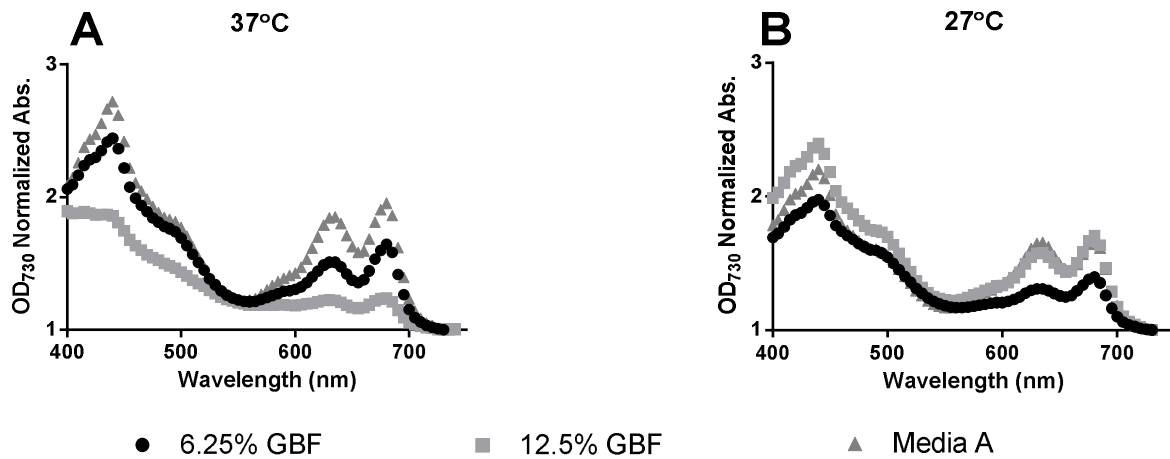 A
37°C
OD730 Normalized Abs.
3
2
1
400
500
600
700
Wavelength (nm)
B
27°C
OD730 Normalized Abs.
3
2
1
400
500
600
700
Wavelength (nm)
6.25% GBF
12.5% GBF
Media A